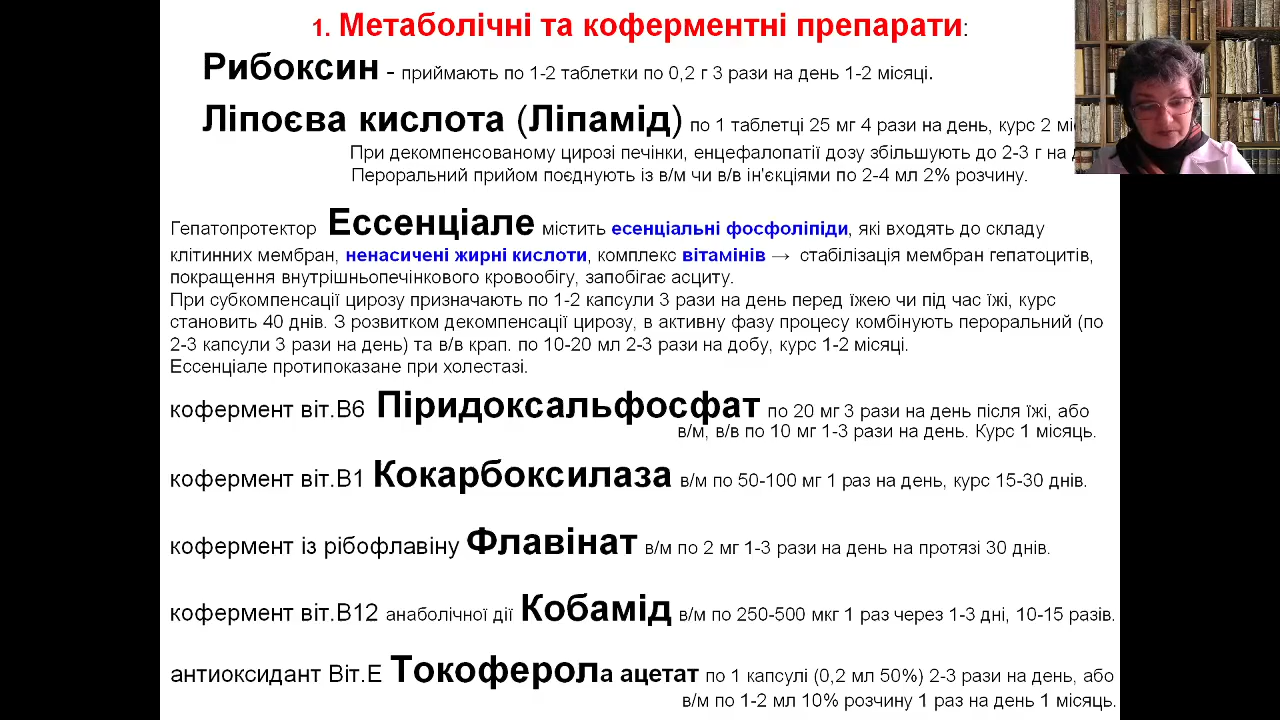 1. Метаболічні та коферментні препарати:
Рибоксин - приймають по 1-2 таблетки по 0,2 г 3 рази на день 1-2 місяці.
Ліпоєва кислота (Ліпамід) по 1 таблетці 25 мг 4 рази на день, курс 2
При декомпенсованому цирозі печінки, енцефалопатії дозу збільшують до 2-3 г на
Пероральний прийом поєднують із в/м чи в/в ін'єкціями по 2-4 мл 2% розчину.
Гепатопротектор Ессенціале містить есенціальні фосфоліпіди, які входять до складу
клітинних мембран, ненасичені жирні кислоти, комплекс вітамінів → стабілізація мембран гепатоцитів,
покращення внутрішньопечінкового кровообігу, запобігає асциту.
При субкомпенсації цирозу призначають по 1-2 капсули 3 рази на день перед їжею чи під час їжі, курс
становить 40 днів. З розвитком декомпенсації цирозу, в активну фазу процесу комбінують пероральний (по
2-3 капсули 3 рази на день) та в/в крап. по 10-20 мл 2-3 рази на добу, курс 1-2 місяці.
Ессенціале протипоказане при холестазі.
кофермент віт.В6 Піридоксальфосфат по 20 мг 3 рази на день після їжі, або
в/м, в/в по 10 мг 1-3 рази на день. Курс 1 місяць.
кофермент віт.В1 Кокарбоксилаза в/м по 50-100 мг 1 раз на день, курс 15-30 днів.
кофермент із рібофлавіну Флавінат в/м по 2 мг 1-3 рази на день на протязі 30 днів.
кофермент віт.В12 анаболічної дії Кобамід в/м по 250-500 мкг 1 раз через 1-3 дні, 10-15 разів.
антиоксидант Віт.Е Токоферола ацетат по 1 капсулі (0,2 мл 50%) 2-3 рази на день, або
в/м по 1-2 мл 10% розчину 1 раз на день 1 місяць.